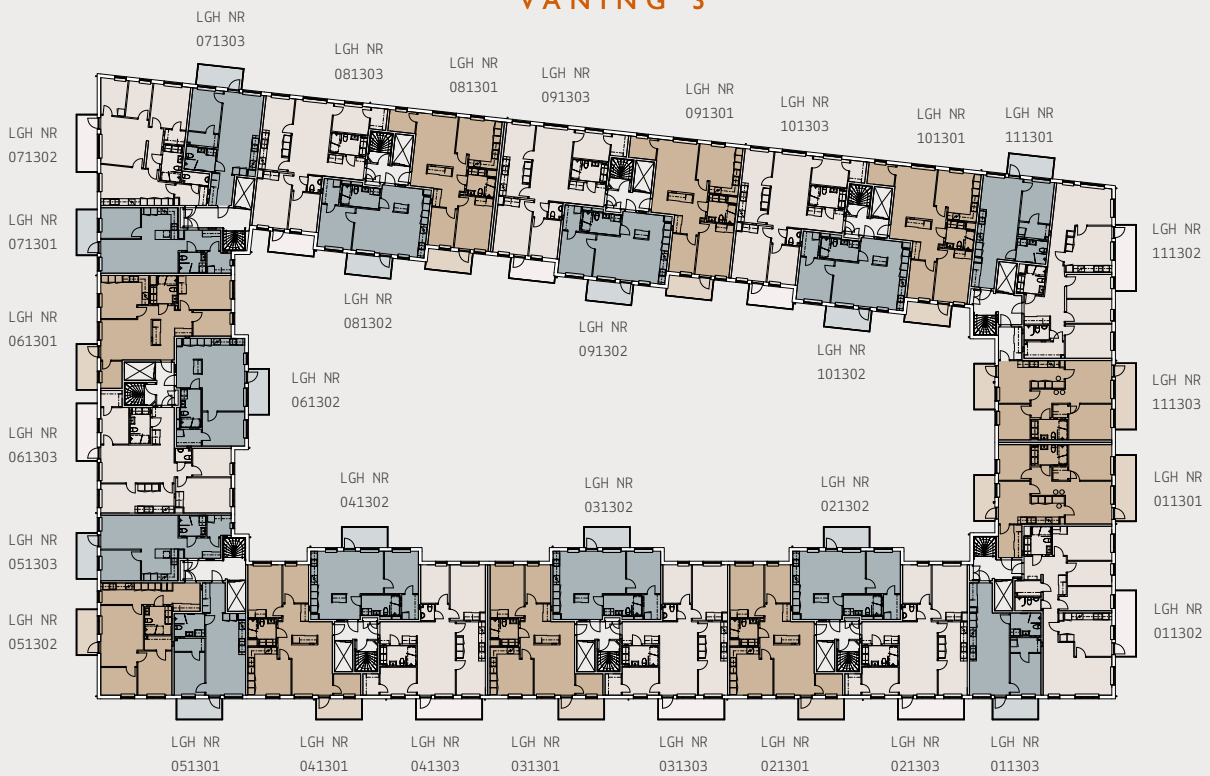 VÅNING 3
LGH NR
071303
LGH NR
081303
LGH NR
081301
LGH NR
091303
LGH NR
091301
LGH NR
101303
LGH NR
101301
LGH NR
111301
LGH NR
071302
LGH NR
071301
LGH NR
111302
LGH NR
081302
LGH NR
061301
LGH NR
091302
LGH NR
101302
LGH NR
061302
LGH NR
111303
LGH NR
061303
LGH NR
041302
LGH NR
031302
LGH NR
021302
LGH NR
011301
LGH NR
051303
LGH NR
051302
LGH NR
011302
LGH NR
051301
LGH NR
041301
LGH NR
041303
LGH NR
031301
LGH NR
031303
LGH NR
021301
LGH NR
021303
LGH NR
011303